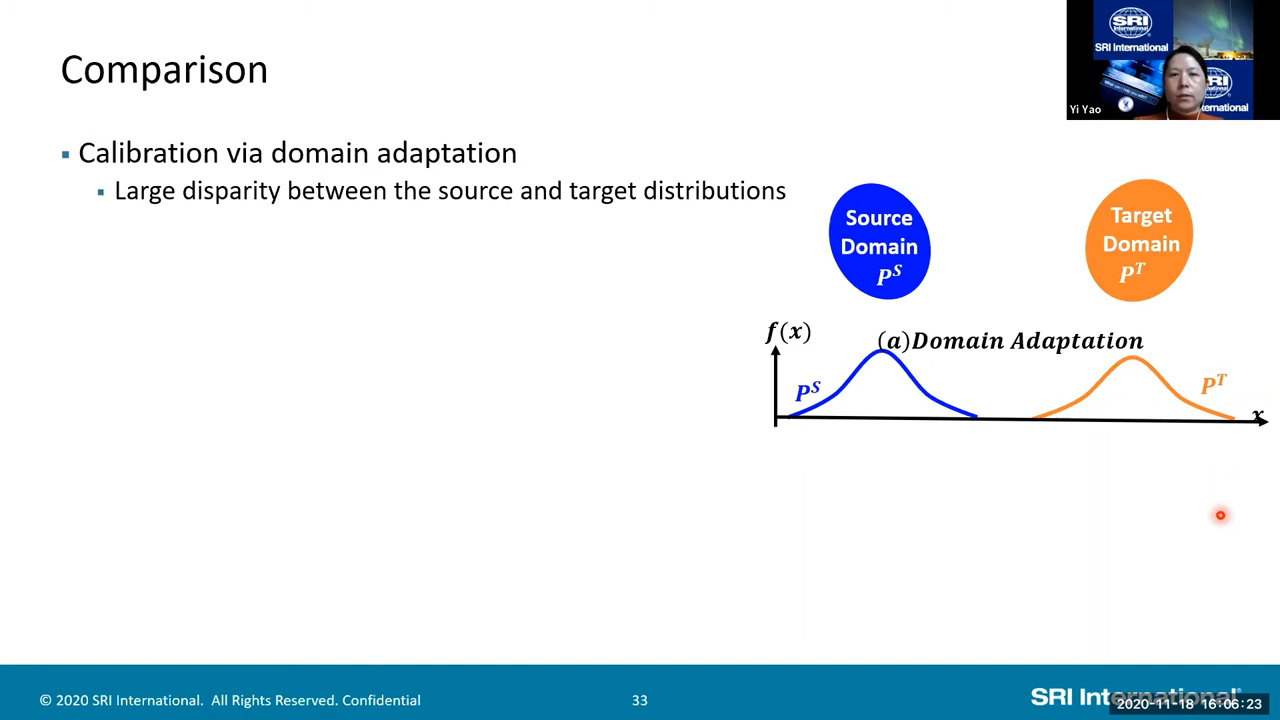 Comparison
SRI International
SRI
International
Yi Yao
Calibration via domain adaptation
Large disparity between the source and target distributions
Source
Domain
P^S
Target
Domain
P^T
f(x)
(a)Domain Adaptation
P^S
P^T
x
© 2020 SRI International. All Rights Reserved. Confidential
33
SRI International
2020-11-18 16:06:23